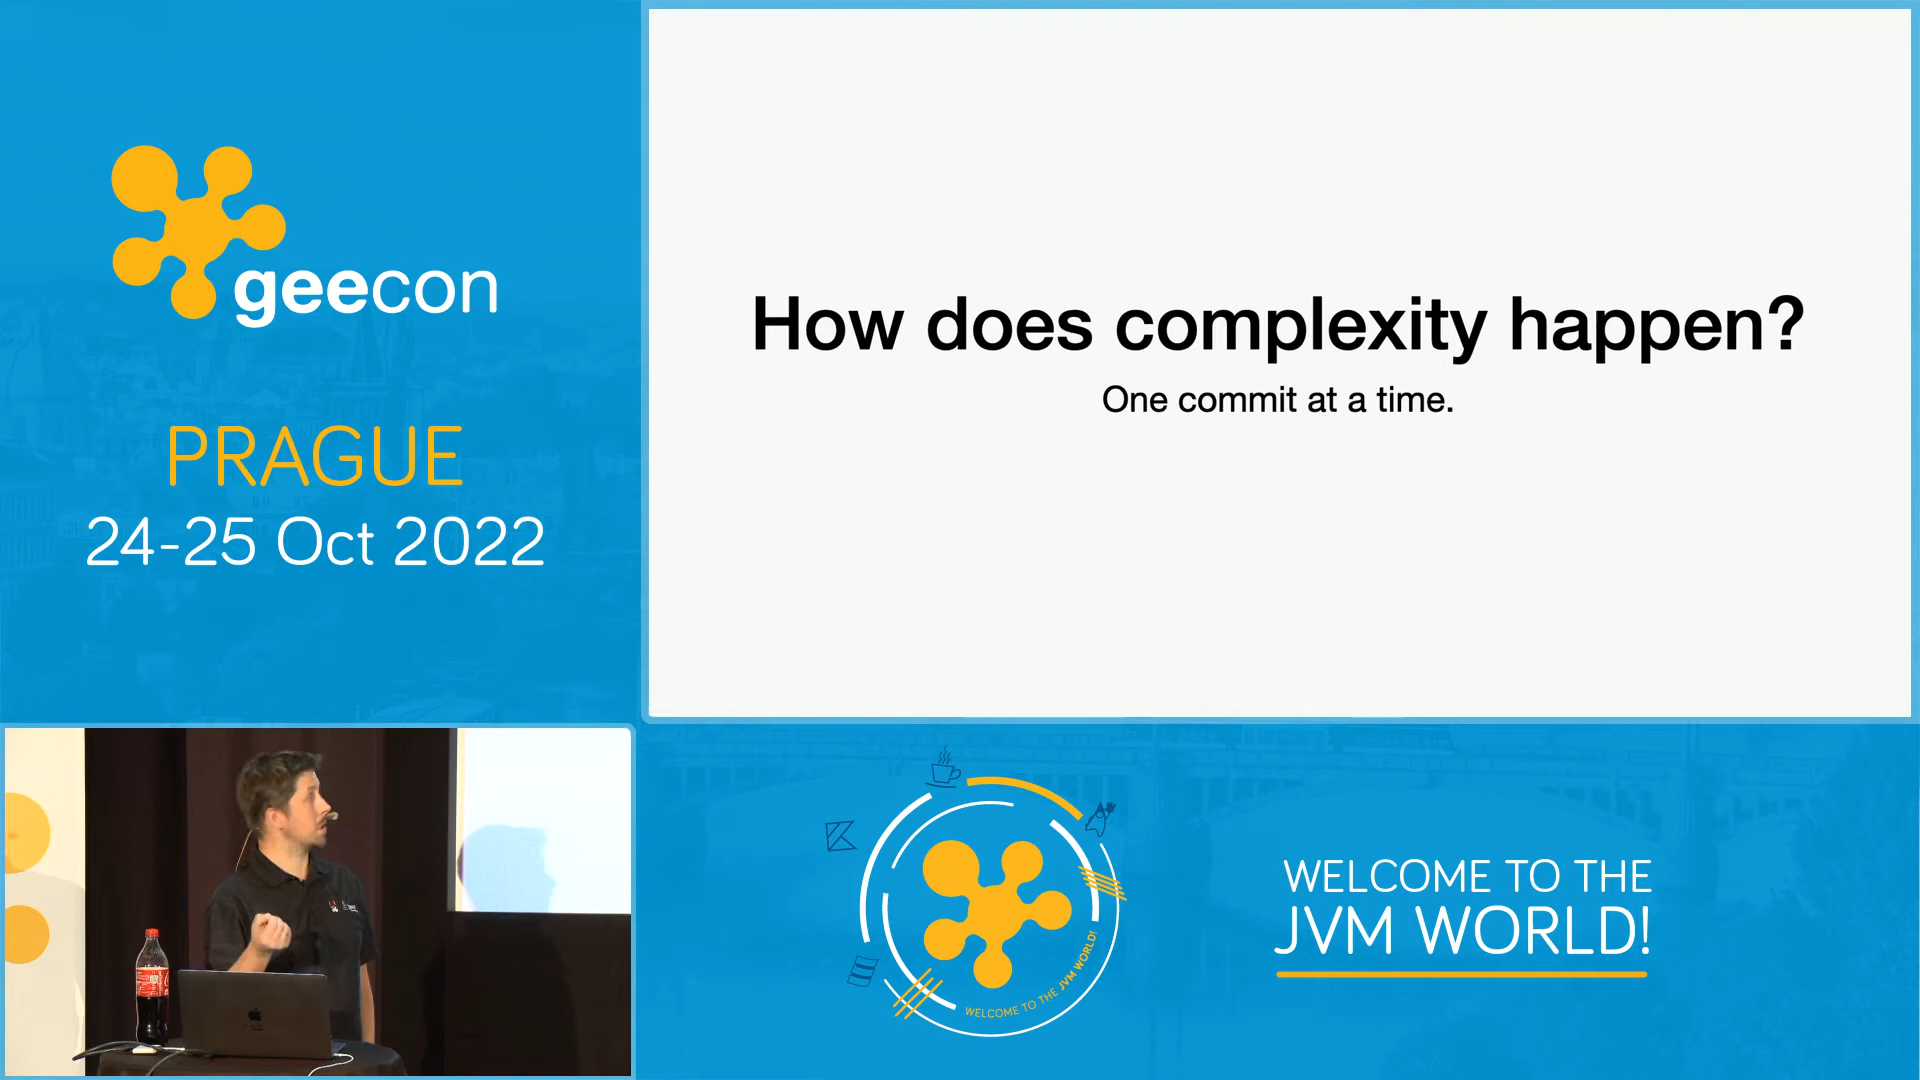 geecon
PRAGUE
24-25 Oct 2022
How does complexity happen?
One commit at a time.
WELCOME TO THE JVM WORLD!
WELCOME TO THE
JVM WORLD!